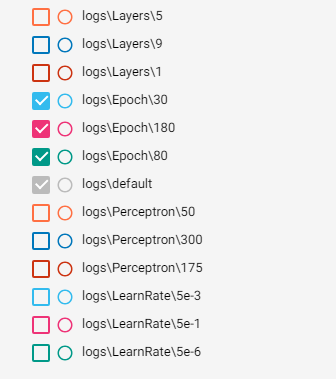 logs\Layers\5
logs\Layers\9
logs\Layers\1
logs\Epoch\30
logs\Epoch\180
logs\Epoch\80
logs\default
logs\Perceptron\50
logs\Perceptron\300
logs\Perceptron\175
logs\LearnRate\5e-3
logs\LearnRate\5e-1
logs\LearnRate\5e-6